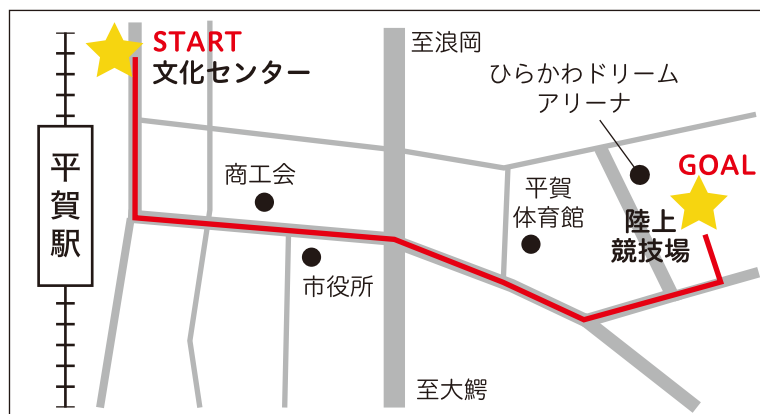 START
文化センター
至浪岡
ひらかわドリーム
アリーナ
GOAL
商工会
平賀
体育館
陸上
競技場
平賀駅
市役所
至大鰐